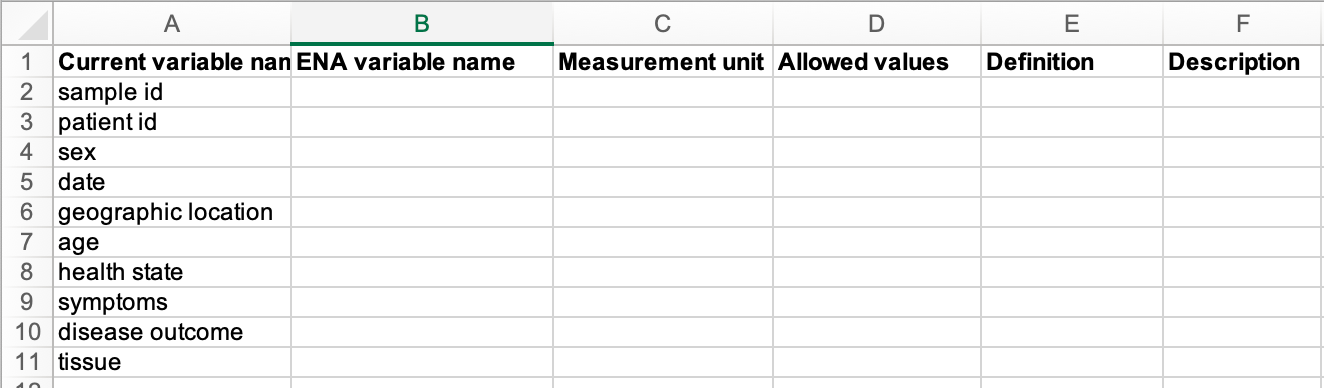 A B C D E F
1 Current variable nan ENA variable name Measurement unit Allowed values Definition Description
2 sample id
3 patient id
4 sex
5 date
6 geographic location
7 age
8 health state
9 symptoms
10 disease outcome
11 tissue